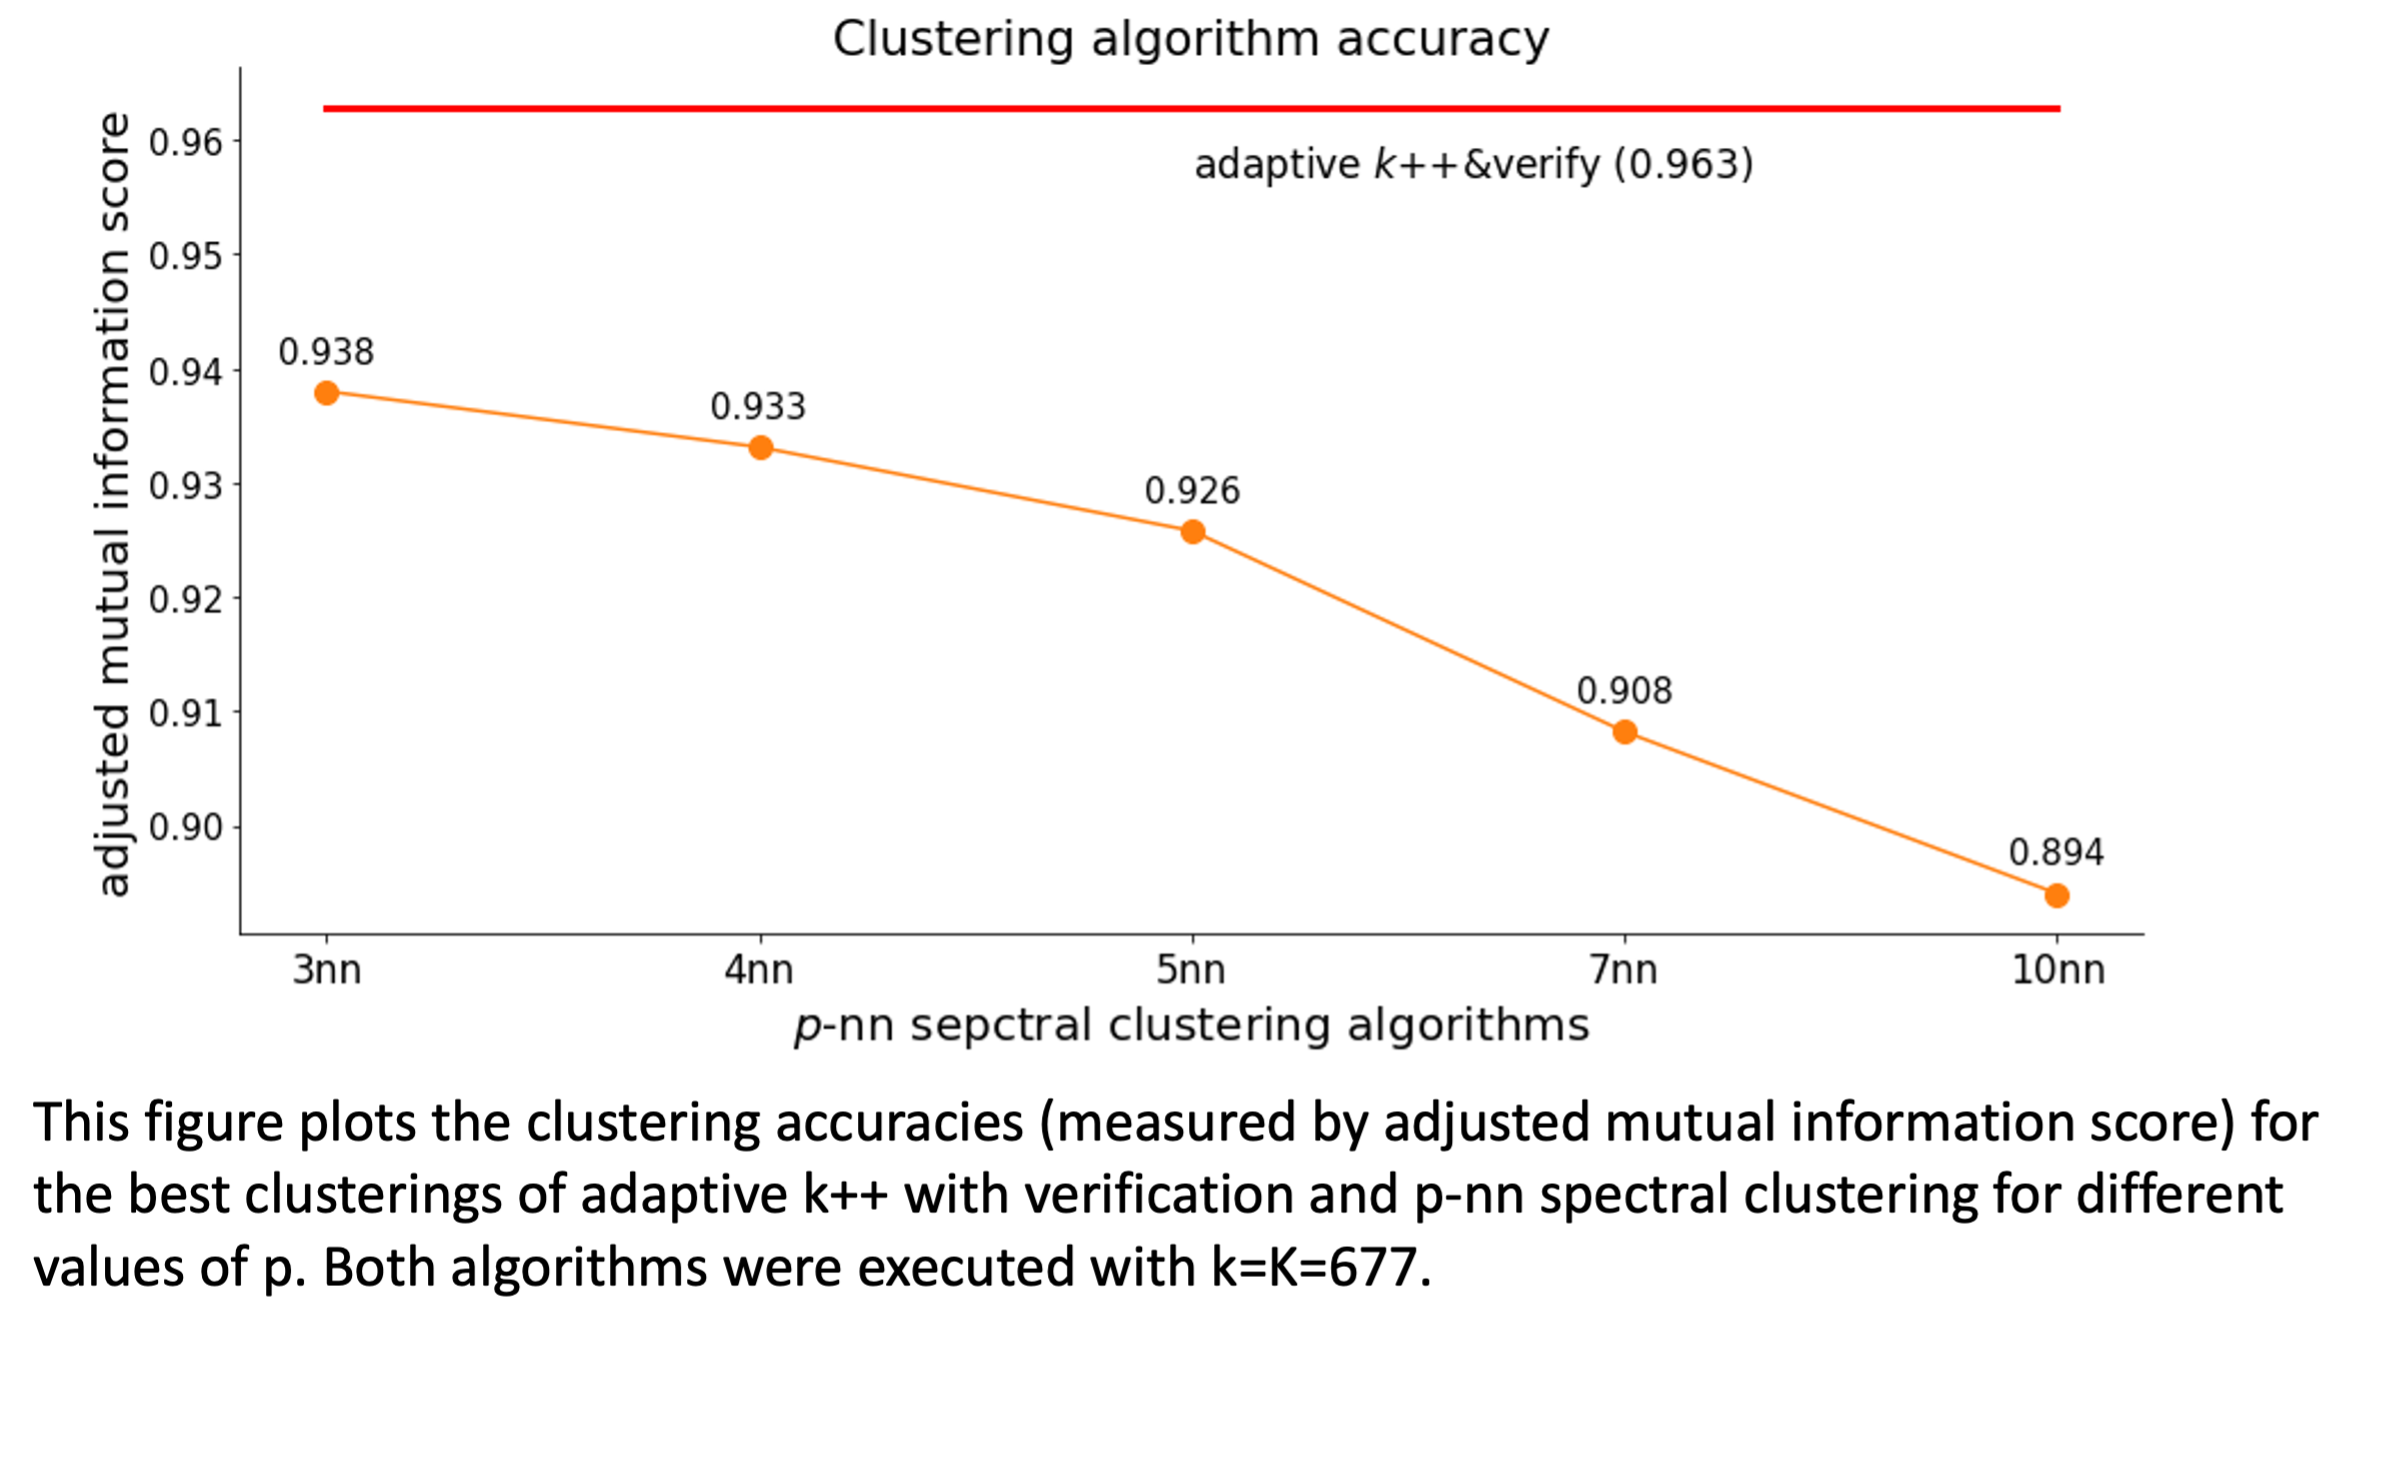 Clustering algorithm accuracy
adjusted mutual information score
0.96
0.95
0.94
0.93
0.92
0.91
0.90
adaptive k++&verify (0.963)
0.938
0.933
0.926
0.908
0.894
3nn
4nn
5nn
7nn
10nn
p-nn sepctral clustering algorithms
This figure plots the clustering accuracies (measured by adjusted mutual information score) for
the best clusterings of adaptive k++ with verification and p-nn spectral clustering for different
values of p. Both algorithms were executed with k=K=677.